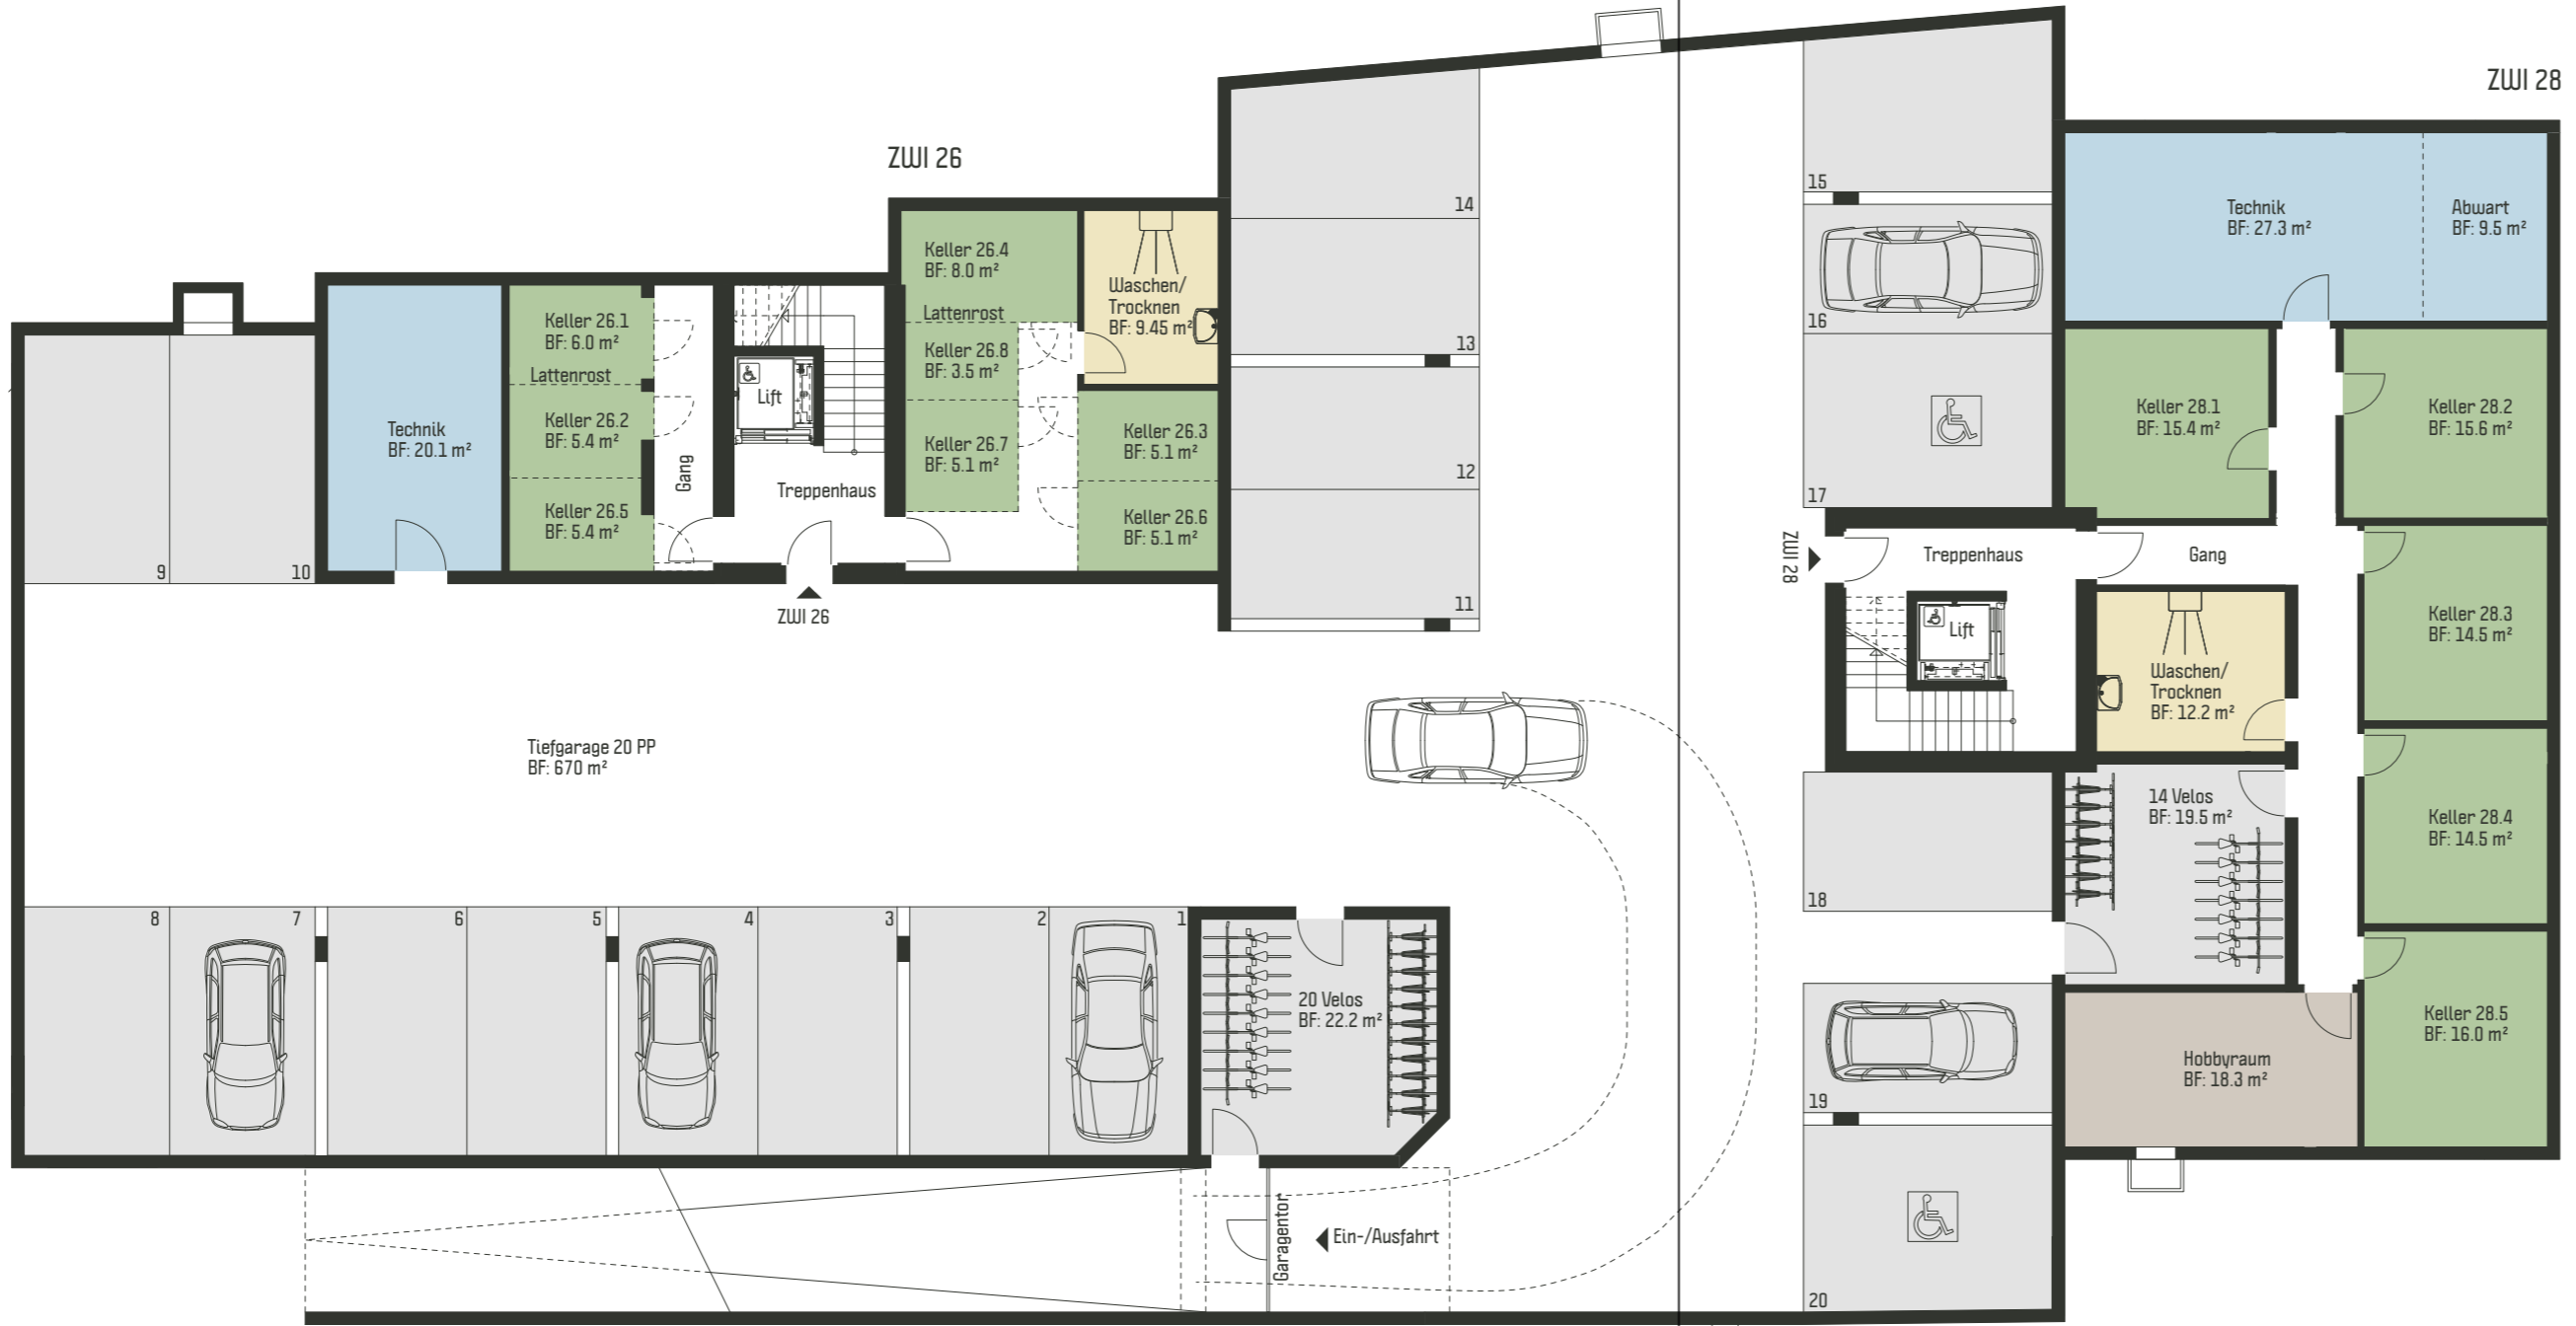 ZWI 28
ZWI 26
14
13
12
11
15
16
17
Technik
BF: 27.3 m²
Abwart
BF: 9.5 m²
Keller 26.4
BF: 8.0 m²
Lattenrost
Keller 26.8
BF: 3.5 m²
Keller 26.7
BF: 5.1 m²
Waschen/
Trocknen
BF: 9.45 m²
Keller 26.3
BF: 5.1 m²
Keller 26.6
BF: 5.1 m²
9
10
Technik
BF: 20.1 m²
Keller 26.1
BF: 6.0 m²
Lattenrost
Keller 26.2
BF: 5.4 m²
Keller 26.5
BF: 5.4 m²
Gang
Lift
Treppenhaus
ZWI 26
Keller 28.1
BF: 15.4 m²
Keller 28.2
BF: 15.6 m²
ZWI 28
Treppenhaus
Gang
Lift
Waschen/
Trocknen
BF: 12.2 m²
Keller 28.3
BF: 14.5 m²
Tiefgarage 20 PP
BF: 670 m²
14 Velos
BF: 19.5 m²
Keller 28.4
BF: 14.5 m²
18
8
7
6
5
4
3
2
1
20 Velos
BF: 22.2 m²
19
Hobbyraum
BF: 18.3 m²
Keller 28.5
BF: 16.0 m²
Garagentor
Ein-/Ausfahrt
20